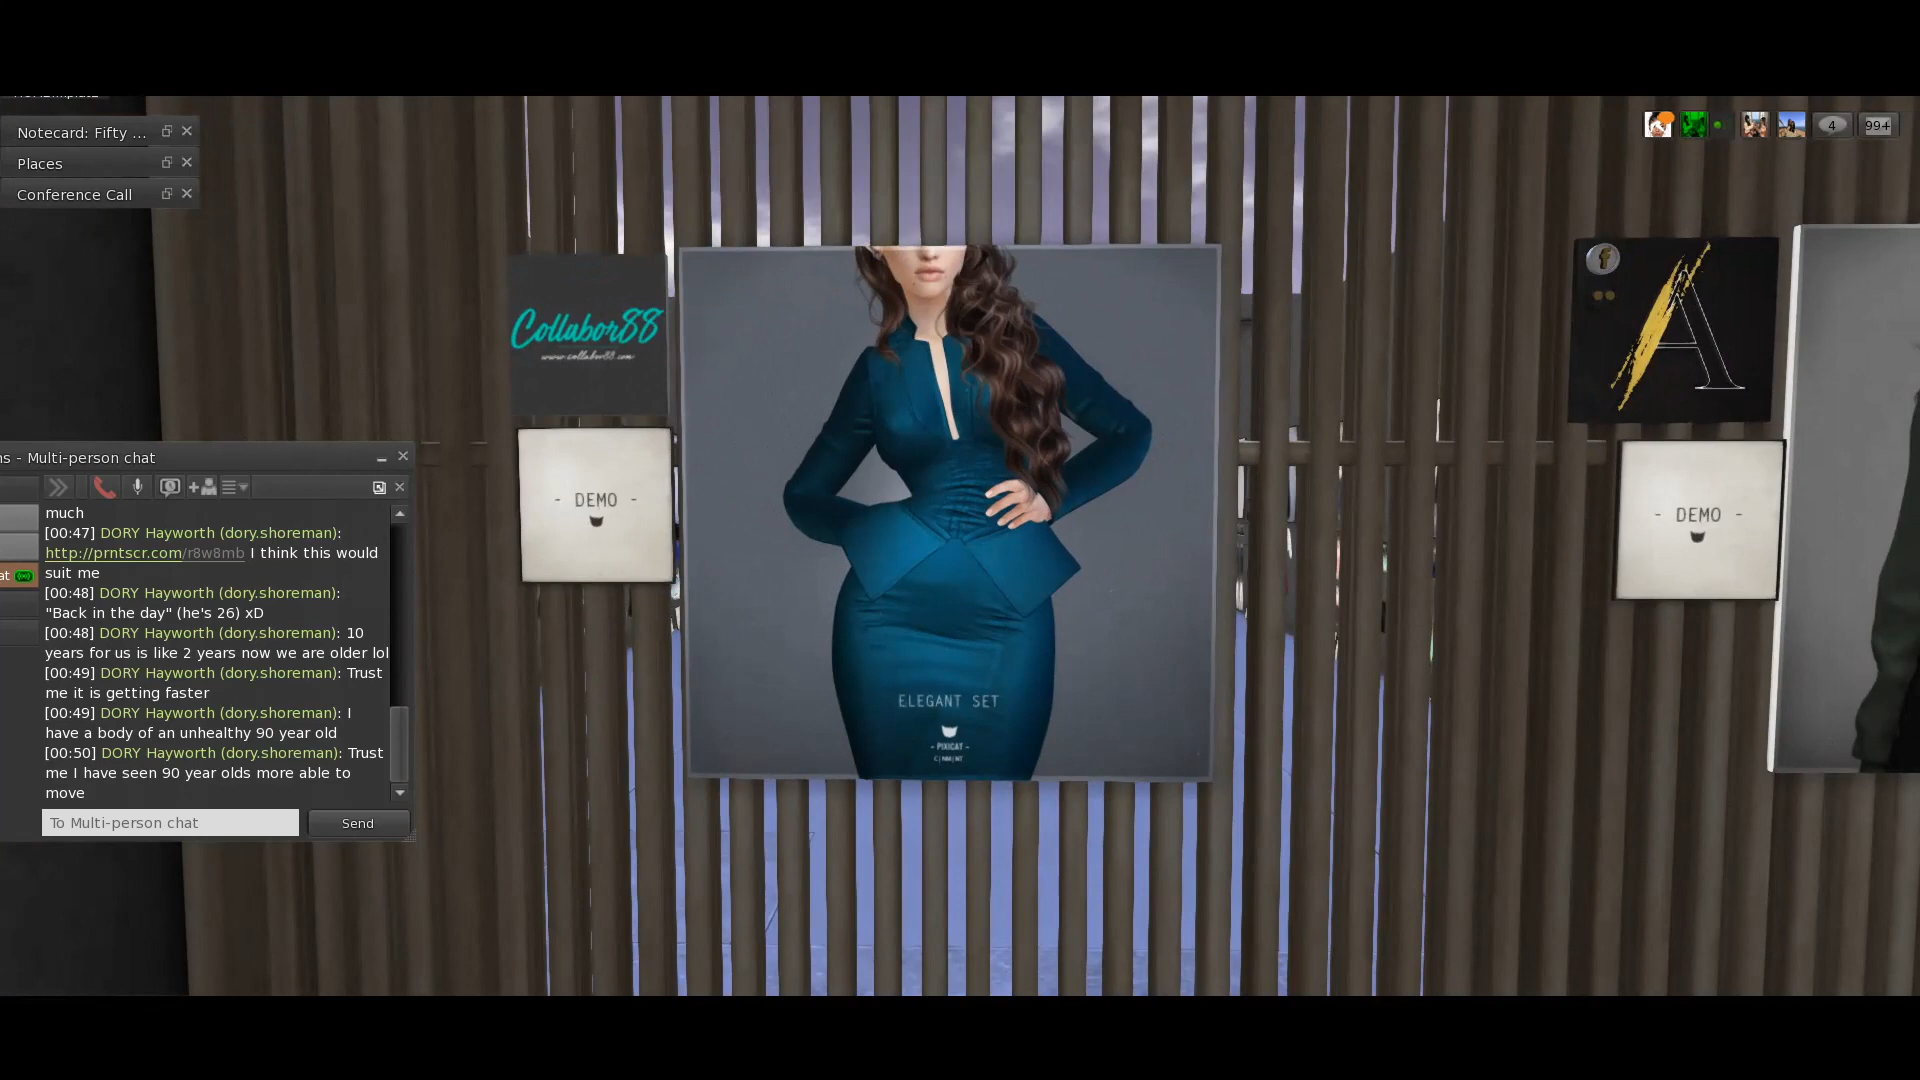 Notecard: Fifty ...
Places
Conference Call
4
99+
Collabor88
www.collabor88.com
A
- DEMO -
- DEMO -
ELEGANT SET
- PIXICAT -
- Multi-person chat
much
[00:47] DORY Hayworth (dory.shoreman):
http://prntscr.com/r8w8mb I think this would
suit me
[00:48] DORY Hayworth (dory.shoreman):
"Back in the day" (he's 26) xD
[00:48] DORY Hayworth (dory.shoreman): 10
years for us is like 2 years now we are older lol
[00:49] DORY Hayworth (dory.shoreman): Trust
me it is getting faster
[00:49] DORY Hayworth (dory.shoreman): I
have a body of an unhealthy 90 year old
[00:50] DORY Hayworth (dory.shoreman): Trust
me I have seen 90 year olds more able to
move
To Multi-person chat
Send